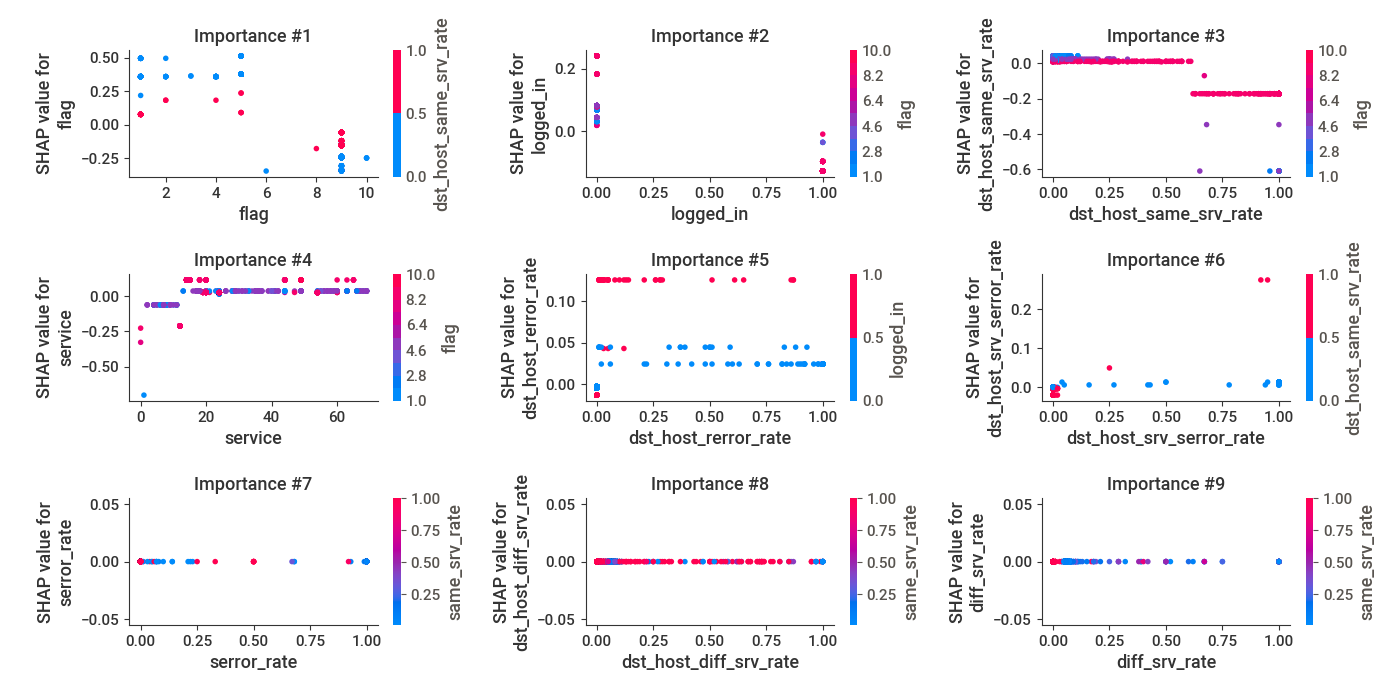 Importance #1
SHAP value for
flag
0.50
0.25
0.00
−0.25
2
4
6
8
10
flag
1.0
0.5
0.0
dst_host_same_srv_rate
Importance #2
SHAP value for
logged_in
0.2
0.0
0.00
0.25
0.50
0.75
1.00
logged_in
10.0
8.2
6.4
4.6
2.8
1.0
flag
Importance #3
SHAP value for
dst_host_same_srv_rate
0.0
−0.2
−0.4
−0.6
0.00
0.25
0.50
0.75
1.00
dst_host_same_srv_rate
10.0
8.2
6.4
4.6
2.8
1.0
flag
Importance #4
SHAP value for
service
0.00
−0.25
−0.50
0
20
40
60
service
10.0
8.2
6.4
4.6
2.8
1.0
flag
Importance #5
SHAP value for
dst_host_rerror_rate
0.10
0.05
0.00
0.00
0.25
0.50
0.75
1.00
dst_host_rerror_rate
1.0
0.5
0.0
logged_in
Importance #6
SHAP value for
dst_host_srv_serror_rate
0.2
0.1
0.0
0.00
0.25
0.50
0.75
1.00
dst_host_srv_serror_rate
1.0
0.5
0.0
dst_host_same_srv_rate
Importance #7
SHAP value for
serror_rate
0.05
0.00
−0.05
0.00
0.25
0.50
0.75
1.00
serror_rate
1.00
0.75
0.50
0.25
same_srv_rate
Importance #8
SHAP value for
dst_host_diff_srv_rate
0.05
0.00
−0.05
0.00
0.25
0.50
0.75
1.00
dst_host_diff_srv_rate
1.00
0.75
0.50
0.25
same_srv_rate
Importance #9
SHAP value for
diff_srv_rate
0.05
0.00
−0.05
0.00
0.25
0.50
0.75
1.00
diff_srv_rate
1.00
0.75
0.50
0.25
same_srv_rate